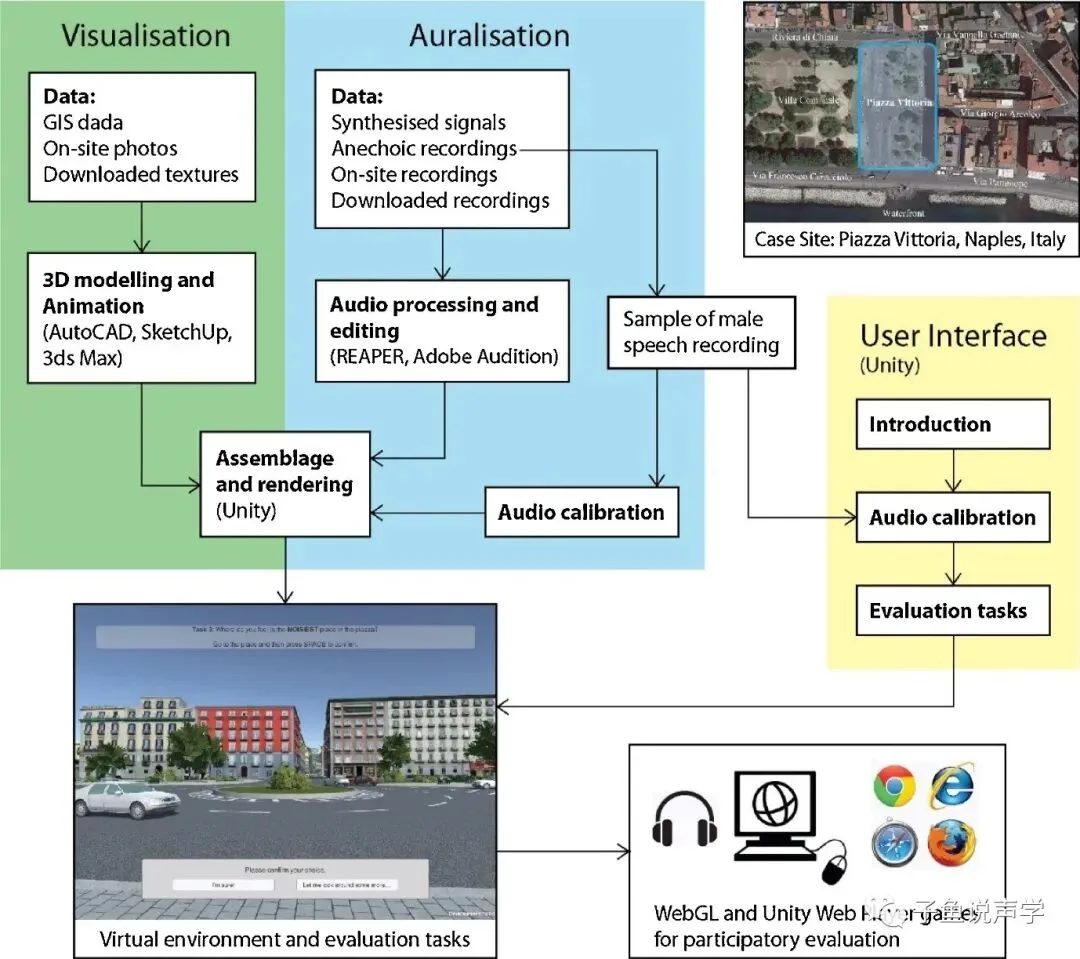 Visualisation
Data:
GIS dada
On-site photos
Downloaded textures
3D modelling and
Animation
(AutoCAD, SketchUp,
3ds Max)
Auralisation
Data:
Synthesised signals
Anechoic recordings
On-site recordings
Downloaded recordings
Audio processing and
editing
(REAPER, Adobe Audition)
Sample of male
speech recording
Assemblage
and rendering
(Unity)
Audio calibration
Riviera di Chiaia
Via Vannella Gaetani
Villa Comunale
Piazza Vittoria
Via Giorgio Arcoleo
Via Francesco Caracciolo
Via Partenope
Waterfront
Case Site: Piazza Vittoria, Naples, Italy
User Interface
(Unity)
Introduction
Audio calibration
Evaluation tasks
Task 3: Where do you feel is the NOISIEST place in the piazza?
Go to the place and then press SPACE to confirm.
Please confirm your choice.
I'm sure!
Let me look around some more...
Virtual environment and evaluation tasks
WebGL and Unity Web Player games
for participatory evaluation
子鱼说声学